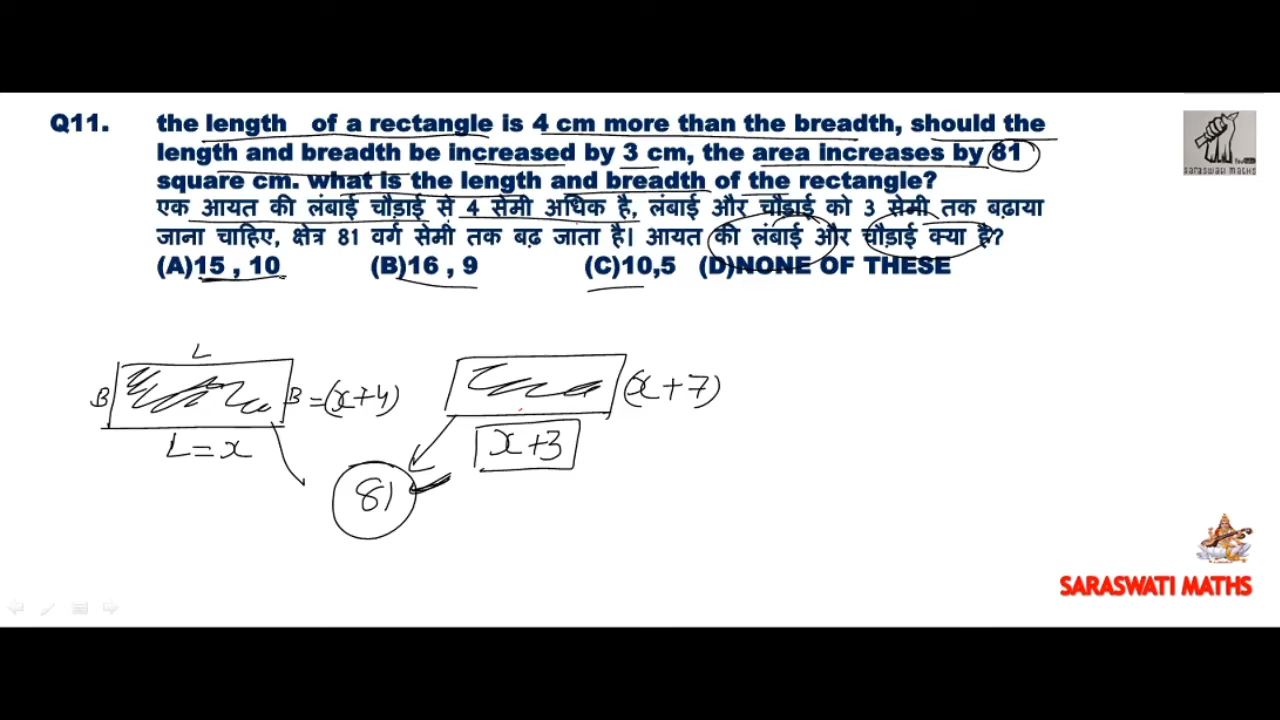 Q11. the length of a rectangle is 4 cm more than the breadth, should the
length and breadth be increased by 3 cm, the area increases by 81
square cm. what is the length and breadth of the rectangle?
एक आयत की लंबाई चौड़ाई से 4 सेमी अधिक है, लंबाई और चौड़ाई को 3 सेमी तक बढ़ाया
जाना चाहिए, क्षेत्र 81 वर्ग सेमी तक बढ़ जाता है। आयत की लंबाई और चौड़ाई क्या है?
(A)15 , 10 (B)16 , 9 (C)10,5 (D)NONE OF THESE
SARASWATI MATHS
L
B B =(x+4) (x+7)
L = x x+3
81
SARASWATI MATHS